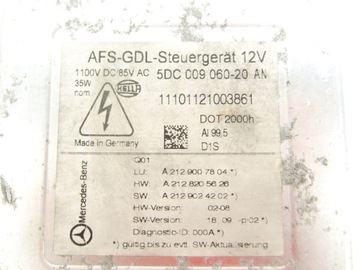 AFS-GDL-Steuergerät 12V
1100V DC/85V AC 5DC 009 060-20 AN
35W
nom
HELLA
11101121003861
DOT 2000h
Al 99,5
D1S
Made in Germany
Q01
LU: A 212 900 78 04 *)
HW: A 212 820 56 26
SW: A 212 902 42 02 *)
HW-Version: 02-08
SW-Version: 18 09
Diagnostic-ID: 000A *)
*) gültig bis zu evtl. SW-Aktualisierung
Mercedes-Benz